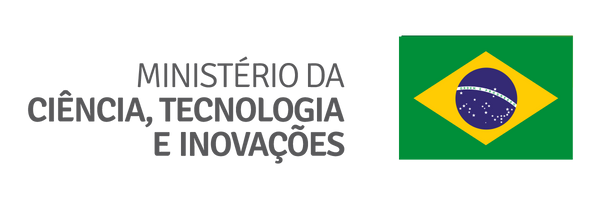 MINISTÉRIO DA
CIÊNCIA, TECNOLOGIA
E INOVAÇÕES